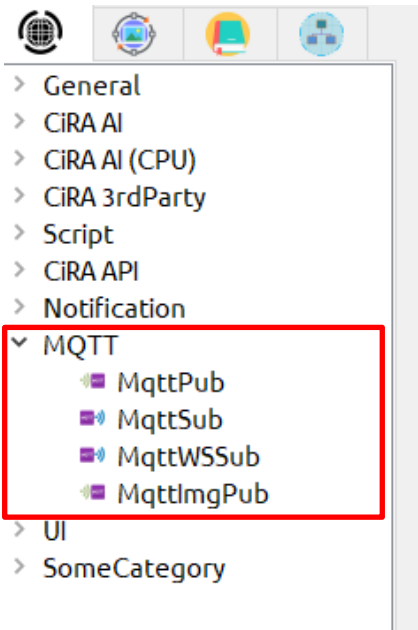 General
CiRA AI
CiRA AI (CPU)
CiRA 3rdParty
Script
CiRA API
Notification
MQTT
MqttPub
MqttSub
MqttWSSub
MqttImgPub
UI
SomeCategory